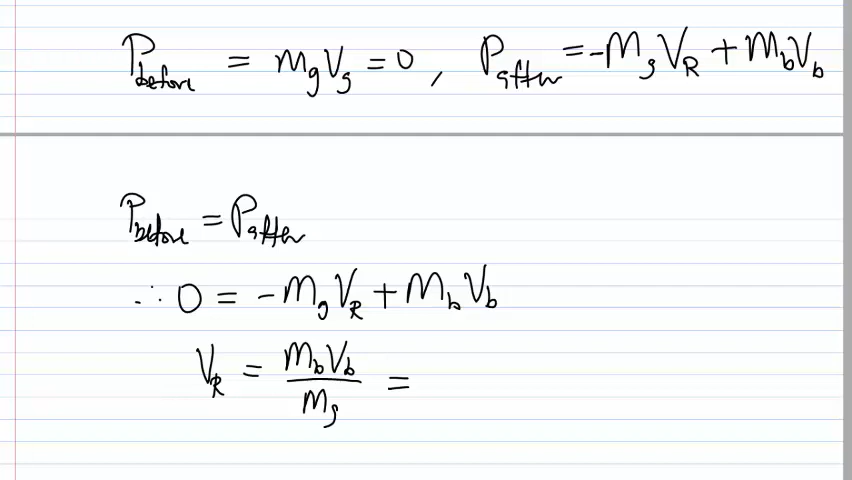 P_before = m_g V_g = 0, P_after = -m_g V_R + m_b V_b
P_before = P_after
∴ 0 = -m_g V_R + m_b V_b
V_R = m_b V_b / m_g =